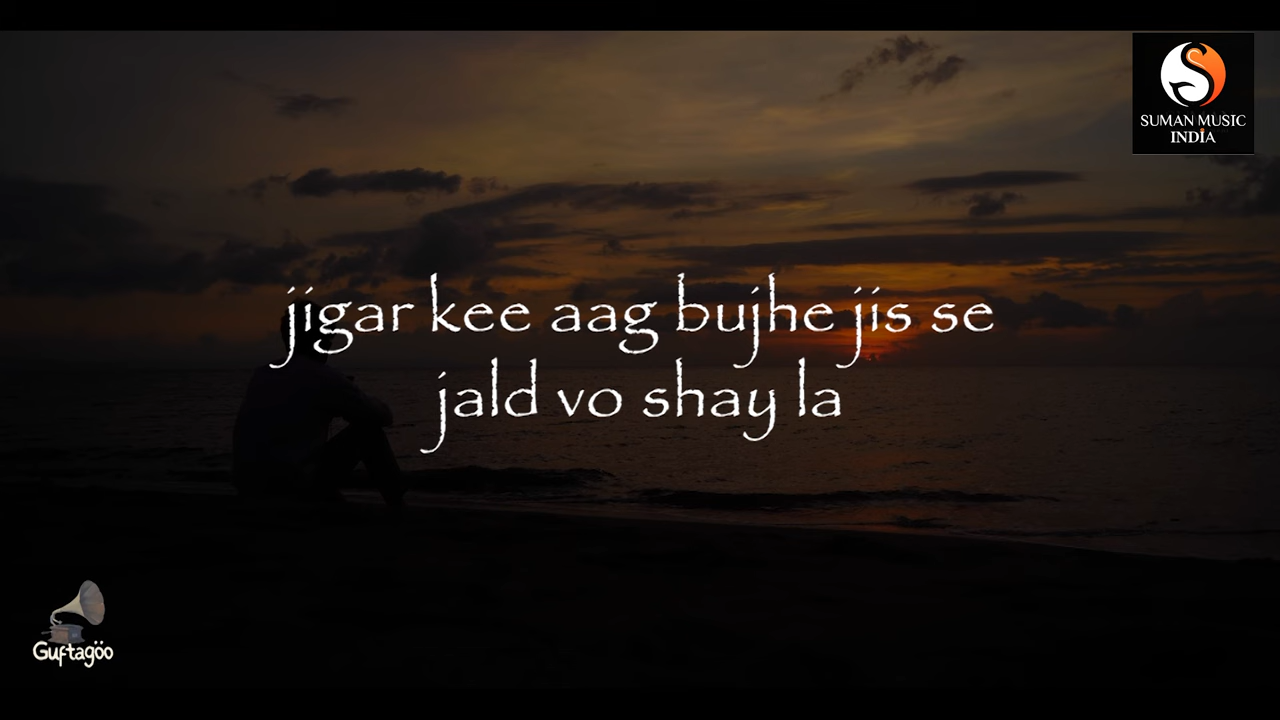 SUMAN MUSIC
INDIA
jigar kee aag bujhe jis se
jald vo shay la
Guftagöo